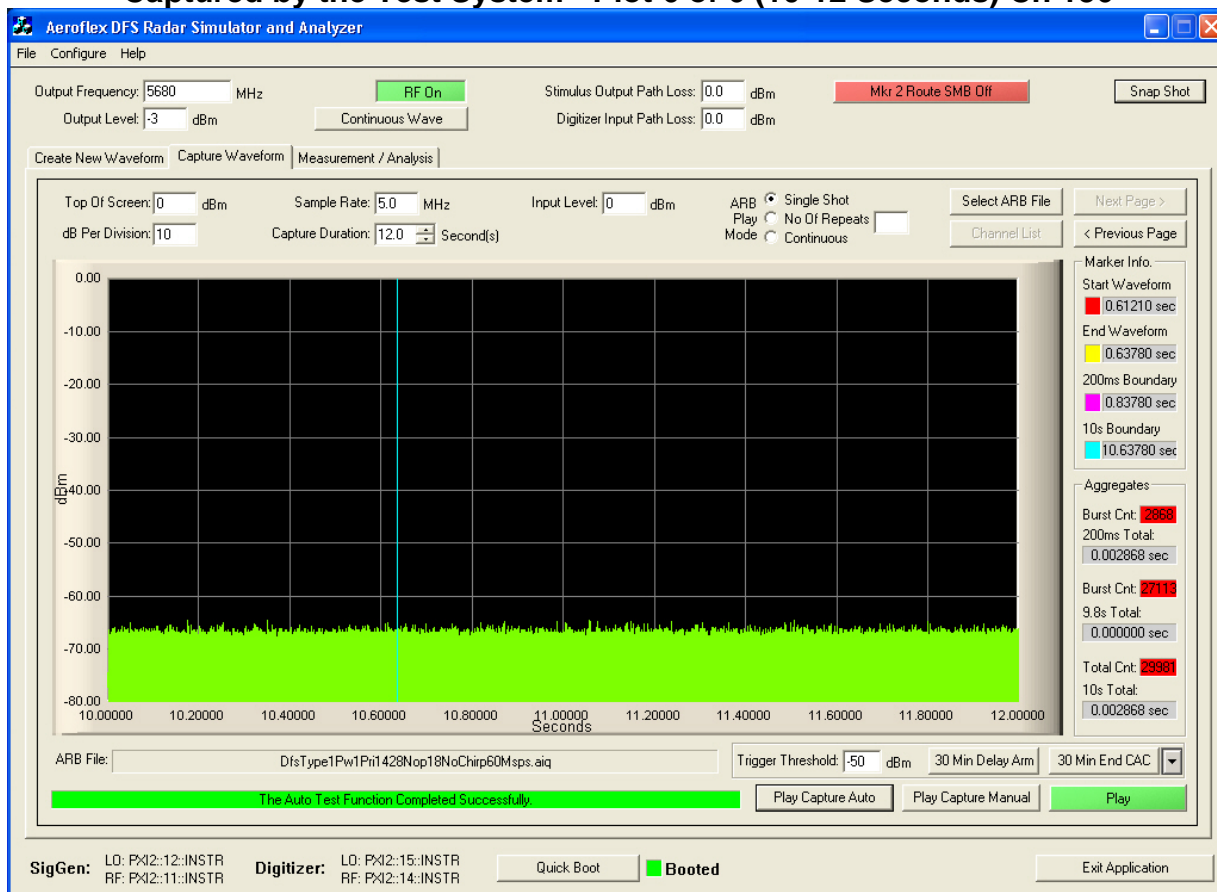 Captured by the Test System - Plot 6 of 6 (10-12 Seconds)
Aeroflex DFS Radar Simulator and Analyzer
File Configure Help
Output Frequency: 5680 MHz RF On Stimulus Output Path Loss: 0.0 dBm Mkr 2 Route SMB Off Snap Shot
Output Level: -3 dBm Continuous Wave Digitizer Input Path Loss: 0.0 dBm
Create New Waveform Capture Waveform Measurement / Analysis
Top Of Screen: 0 dBm Sample Rate: 5.0 MHz Input Level: 0 dBm ARB Play Mode Single Shot Select ARB File Next Page >
dB Per Division: 10 Capture Duration: 12.0 Second(s) No Of Repeats Channel List < Previous Page
Continuous
Marker Info.
Start Waveform
0.61210 sec
End Waveform
0.63780 sec
200ms Boundary
0.83780 sec
10s Boundary
10.63780 sec
Aggregates
Burst Cnt: 2868
200ms Total:
0.002868 sec
Burst Cnt: 27113
9.8s Total:
0.000000 sec
Total Cnt: 29981
10s Total:
0.002868 sec
0.00
-10.00
-20.00
-30.00
-40.00
-50.00
-60.00
-70.00
-80.00
dBm
10.00000 10.20000 10.40000 10.60000 10.80000 11.00000 11.20000 11.40000 11.60000 11.80000 12.00000
Seconds
ARB File: DfsType1Pw1Pri1428Nop18NoChirp60Msps.aiq Trigger Threshold: -50 dBm 30 Min Delay Arm 30 Min End CAC
The Auto Test Function Completed Successfully. Play Capture Auto Play Capture Manual Play
SigGen: LO: PXI2::12::INSTR Digitizer: LO: PXI2::15::INSTR Quick Boot Booted Exit Application
RF: PXI2::11::INSTR RF: PXI2::14::INSTR